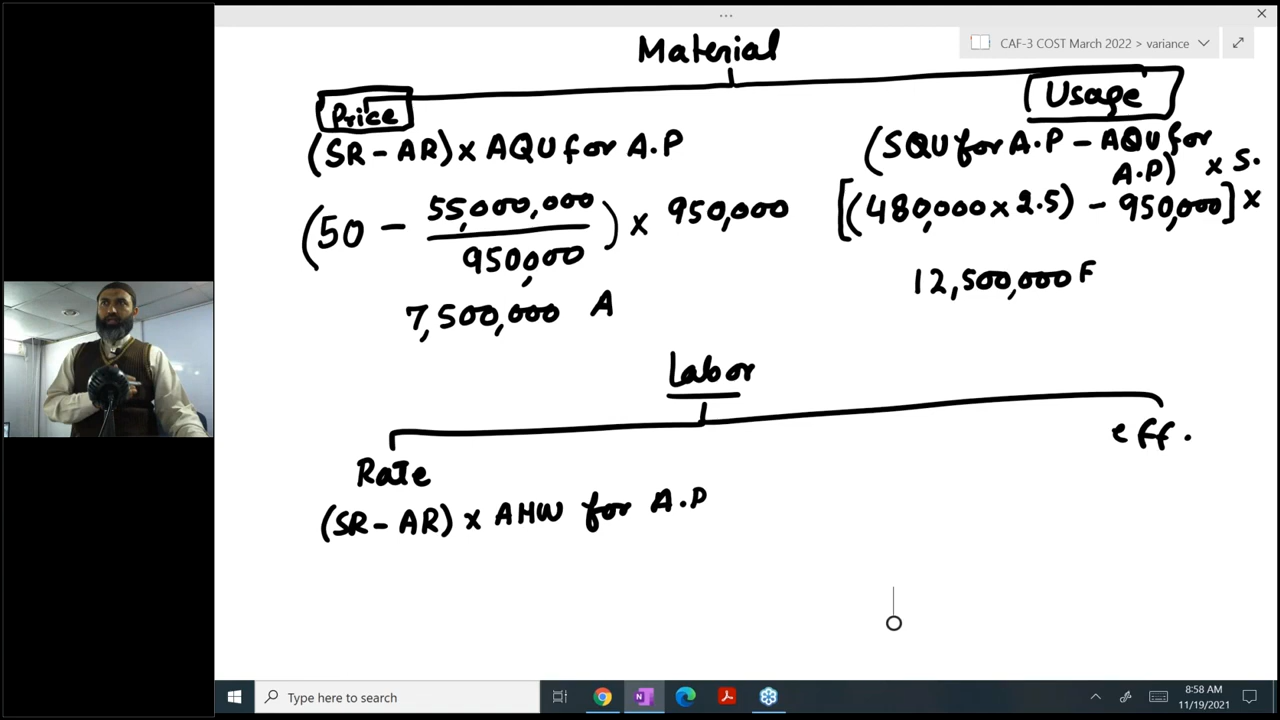 CAF-3 COST March 2022 > variance
Material
Price
Usage
(SR - AR) x AQU for A.P
(SQU for A.P - AQU for A.P) x S.
(50 - 55,000,000 / 950,000) x 950,000
[(480,000 x 2.5) - 950,000] x
7,500,000 A
12,500,000 F
Labor
Rate
eff.
(SR - AR) x AHW for A.P
Type here to search
8:58 AM
11/19/2021